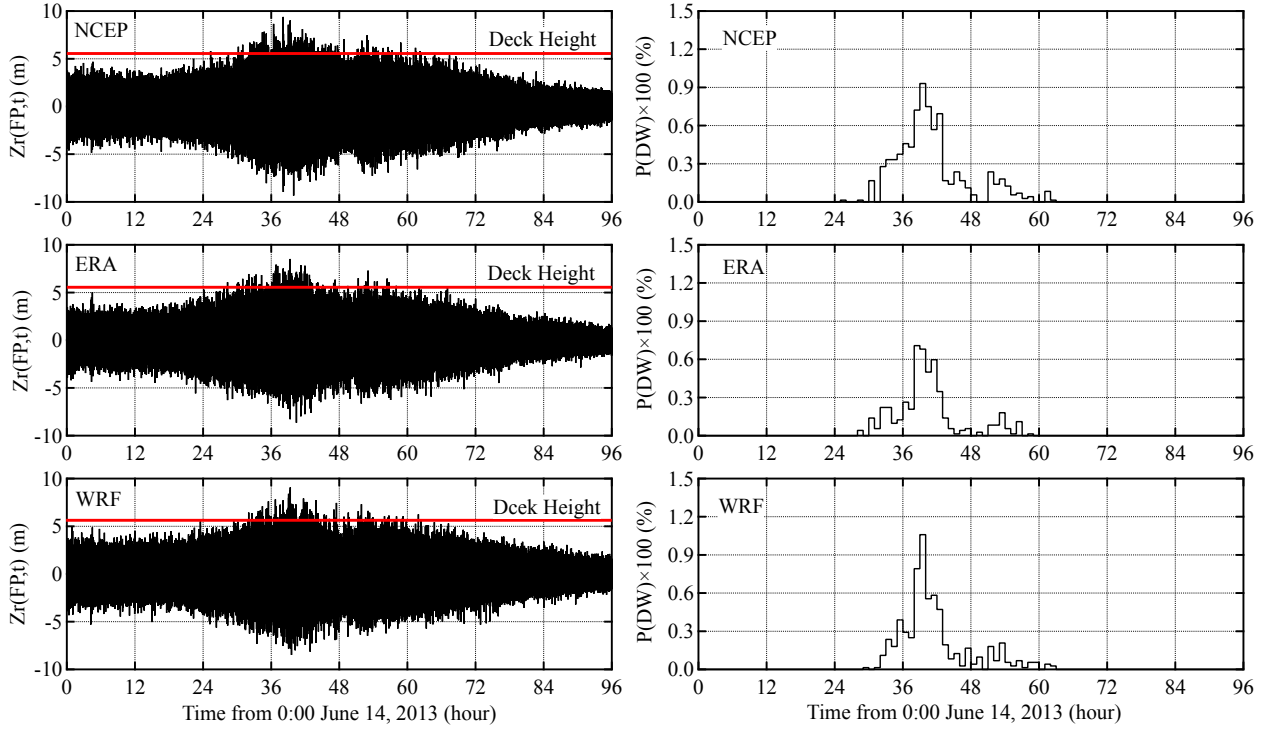 NCEP
Deck Height
Zr(FP,t) (m)
10
5
0
-5
-10
0 12 24 36 48 60 72 84 96
NCEP
P(DW)×100 (%)
1.5
1.2
0.9
0.6
0.3
0.0
0 12 24 36 48 60 72 84 96
ERA
Deck Height
Zr(FP,t) (m)
10
5
0
-5
-10
0 12 24 36 48 60 72 84 96
ERA
P(DW)×100 (%)
1.5
1.2
0.9
0.6
0.3
0.0
0 12 24 36 48 60 72 84 96
WRF
Dcek Height
Zr(FP,t) (m)
10
5
0
-5
-10
0 12 24 36 48 60 72 84 96
Time from 0:00 June 14, 2013 (hour)
WRF
P(DW)×100 (%)
1.5
1.2
0.9
0.6
0.3
0.0
0 12 24 36 48 60 72 84 96
Time from 0:00 June 14, 2013 (hour)